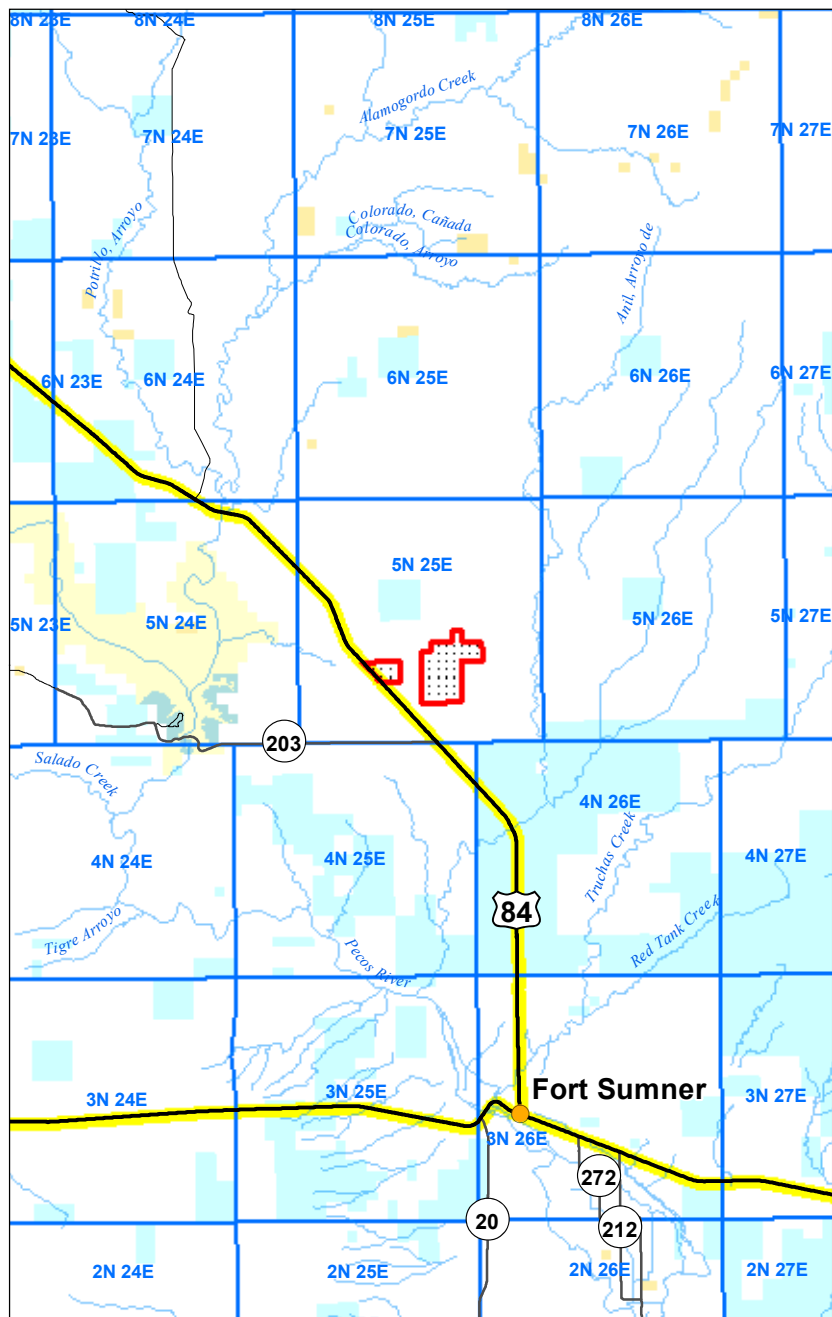 8N 23E
8N 24E
8N 25E
8N 26E
Alamogordo Creek
7N 23E
7N 24E
7N 25E
7N 26E
7N 27E
Potrillo, Arroyo
Colorado, Cañada
Colorado, Arroyo
Anil, Arroyo de
6N 23E
6N 24E
6N 25E
6N 26E
6N 27E
5N 25E
5N 23E
5N 24E
5N 26E
5N 27E
203
Salado Creek
4N 26E
4N 24E
4N 25E
Truchas Creek
4N 27E
84
Tigre Arroyo
Pecos River
Red Tank Creek
Fort Sumner
3N 24E
3N 25E
3N 27E
3N 26E
272
20
212
2N 24E
2N 25E
2N 26E
2N 27E